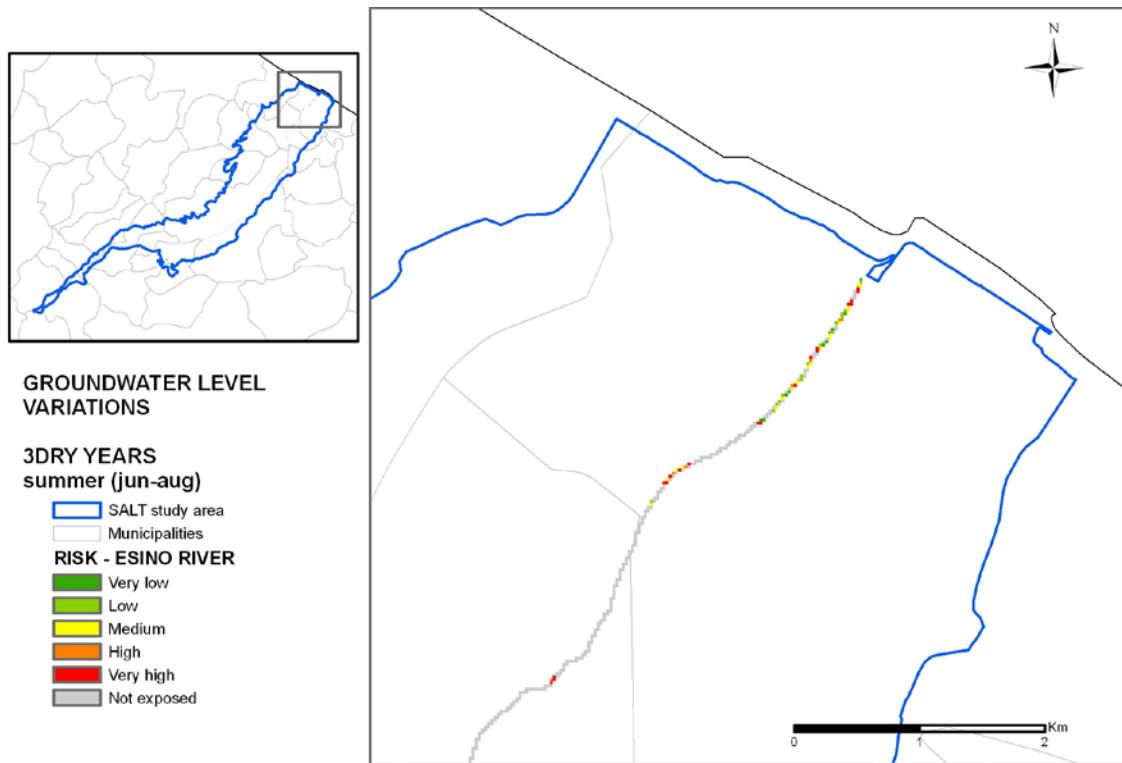 N
GROUNDWATER LEVEL
VARIATIONS
3DRY YEARS
summer (jun-aug)
SALT study area
Municipalities
RISK - ESINO RIVER
Very low
Low
Medium
High
Very high
Not exposed
Km
0 1 2